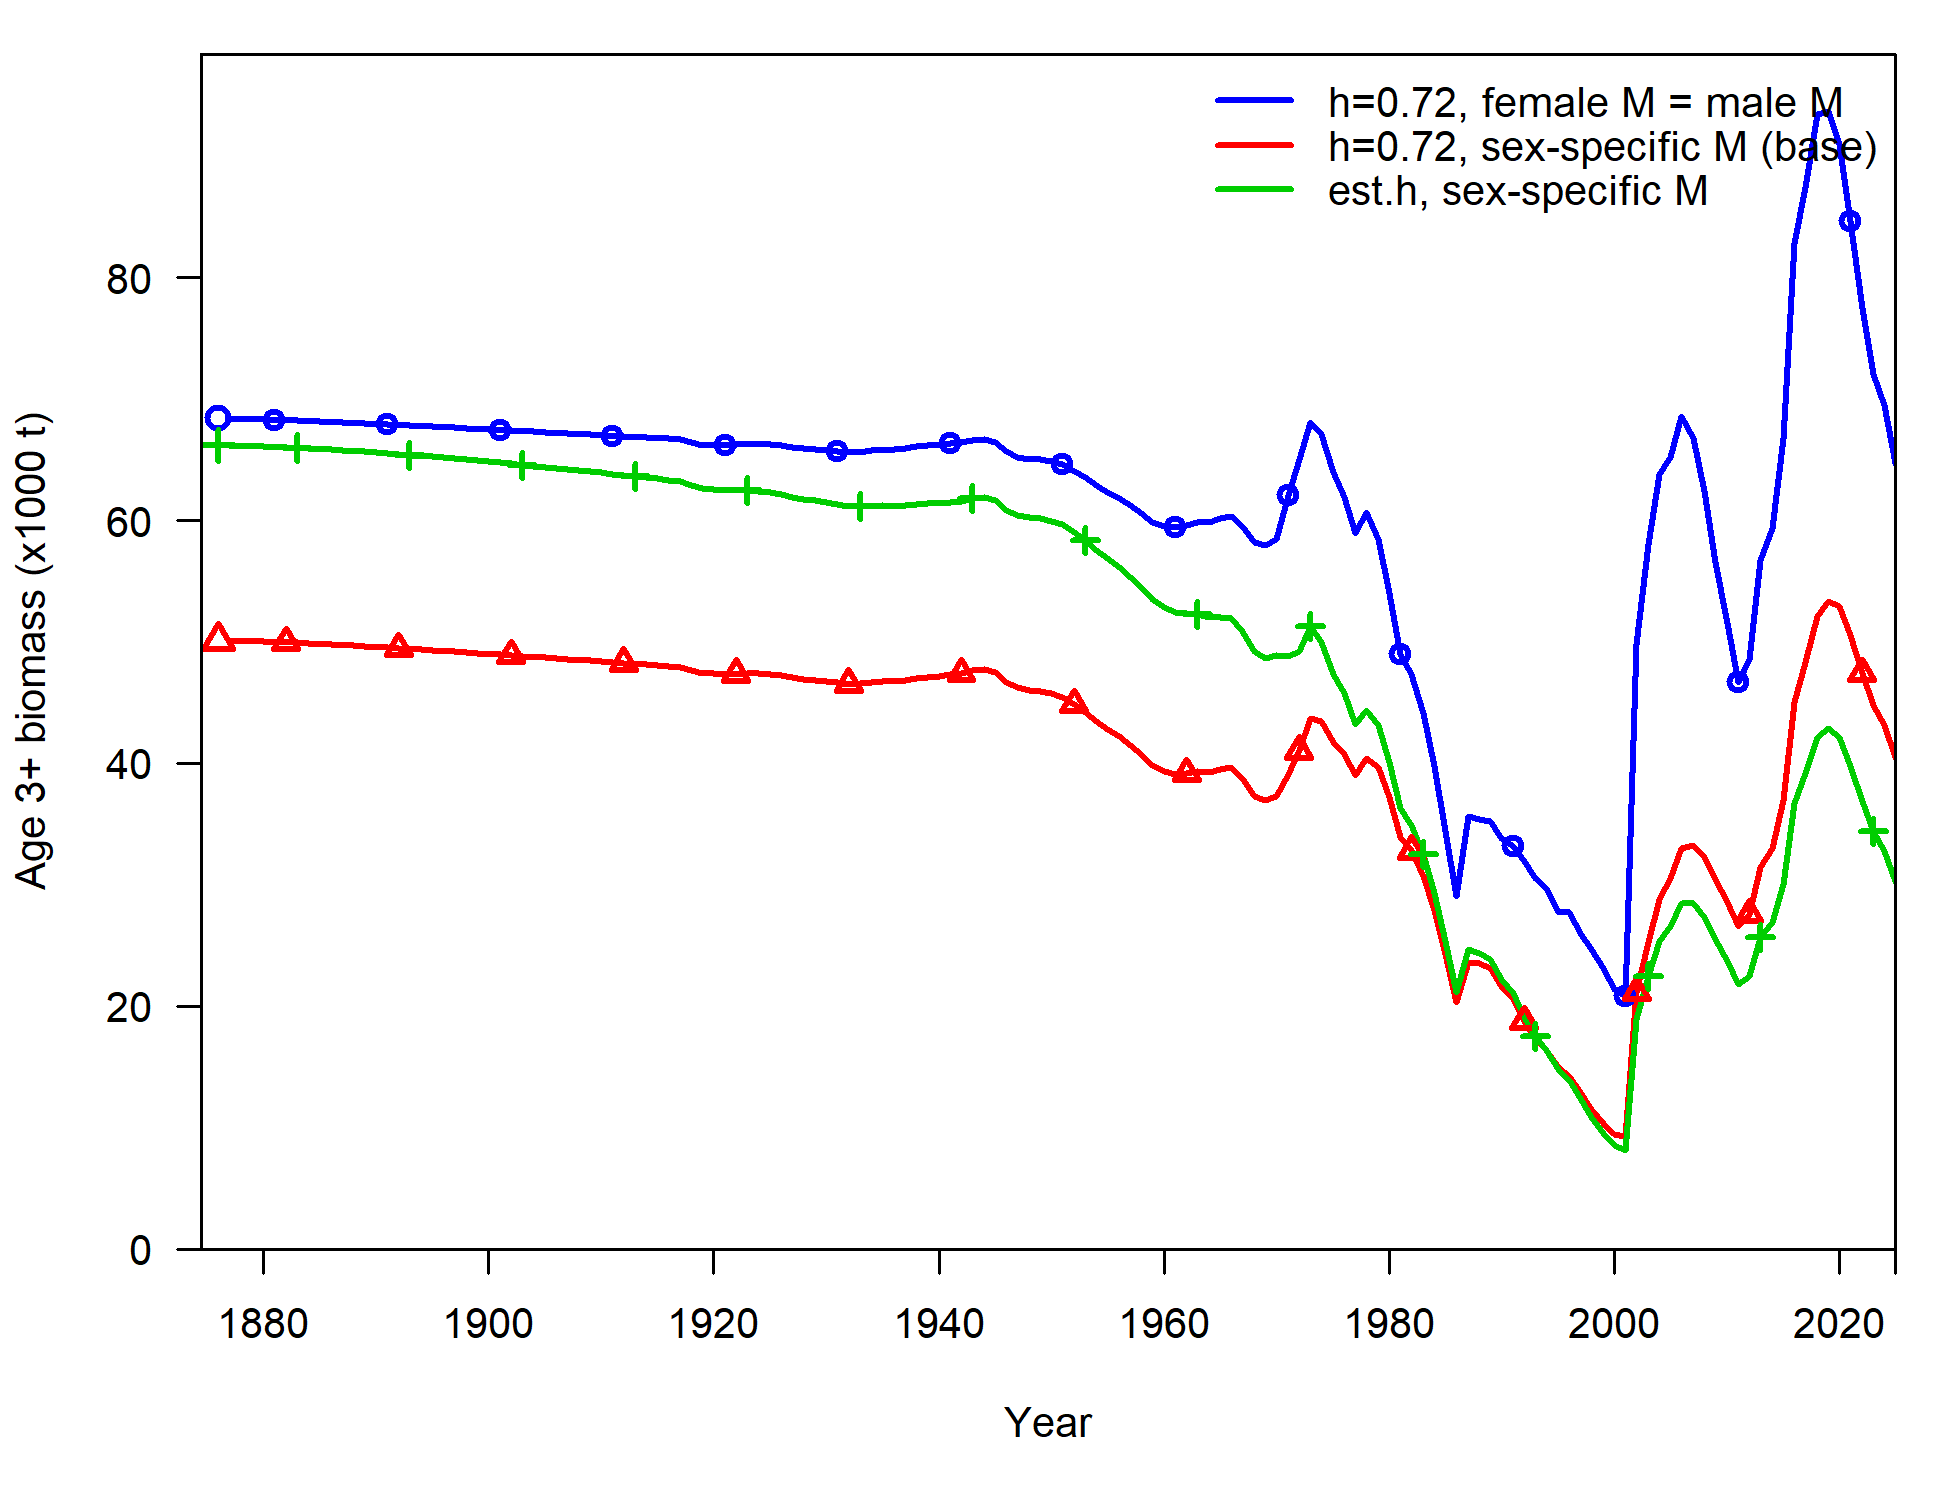 h=0.72, female M = male M
h=0.72, sex-specific M (base)
est.h, sex-specific M
Age 3+ biomass (x1000 t)
80
60
40
20
0
1880 1900 1920 1940 1960 1980 2000 2020
Year